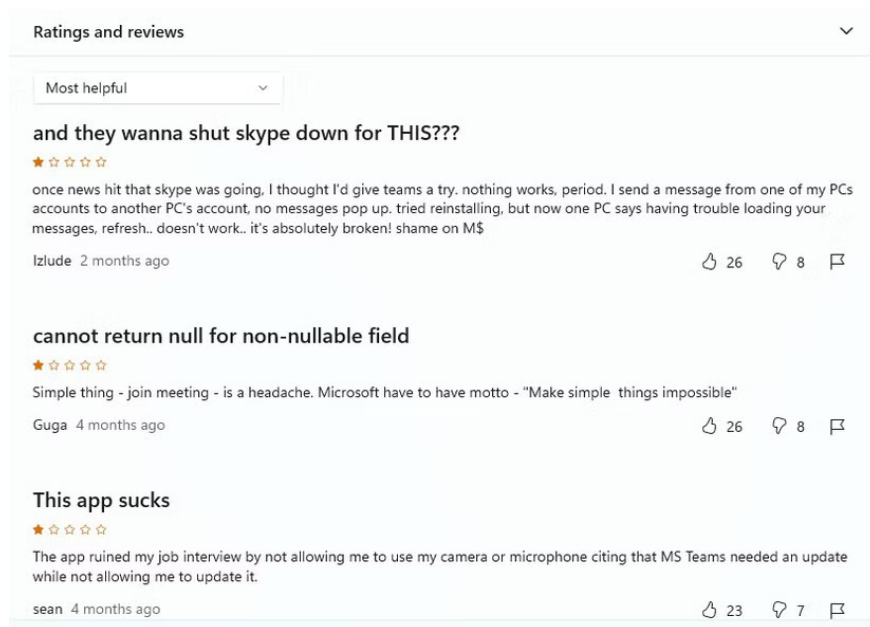 Ratings and reviews
Most helpful
and they wanna shut skype down for THIS???
once news hit that skype was going, I thought I'd give teams a try. nothing works, period. I send a message from one of my PCs
accounts to another PC's account, no messages pop up. tried reinstalling, but now one PC says having trouble loading your
messages, refresh.. doesn't work.. it's absolutely broken! shame on M$
Izlude 2 months ago 26 8
cannot return null for non-nullable field
Simple thing - join meeting - is a headache. Microsoft have to have motto - "Make simple things impossible"
Guga 4 months ago 26 8
This app sucks
The app ruined my job interview by not allowing me to use my camera or microphone citing that MS Teams needed an update
while not allowing me to update it.
sean 4 months ago 23 7